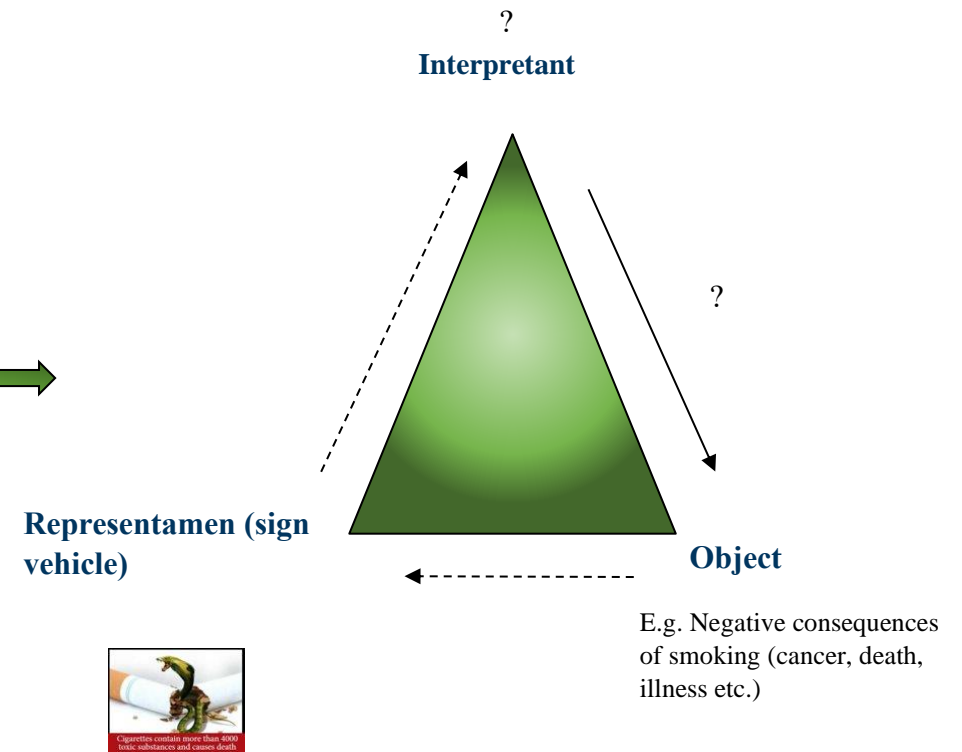 ?
Interpretant
?
Representamen (sign
vehicle)
Object
E.g. Negative consequences
of smoking (cancer, death,
illness etc.)
Cigarettes contain more than 4000
toxic substances and causes death